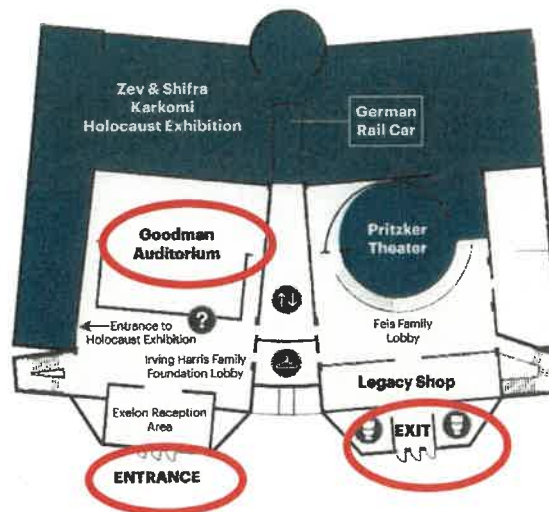 Zev & Shifra
Karkomi
Holocaust Exhibition
German
Rail Car
Goodman
Auditorium
Pritzker
Theater
?
Entrance to
Holocaust Exhibition
Feis Family
Lobby
Irving Harris Family
Foundation Lobby
Legacy Shop
Exelon Reception
Area
EXIT
ENTRANCE